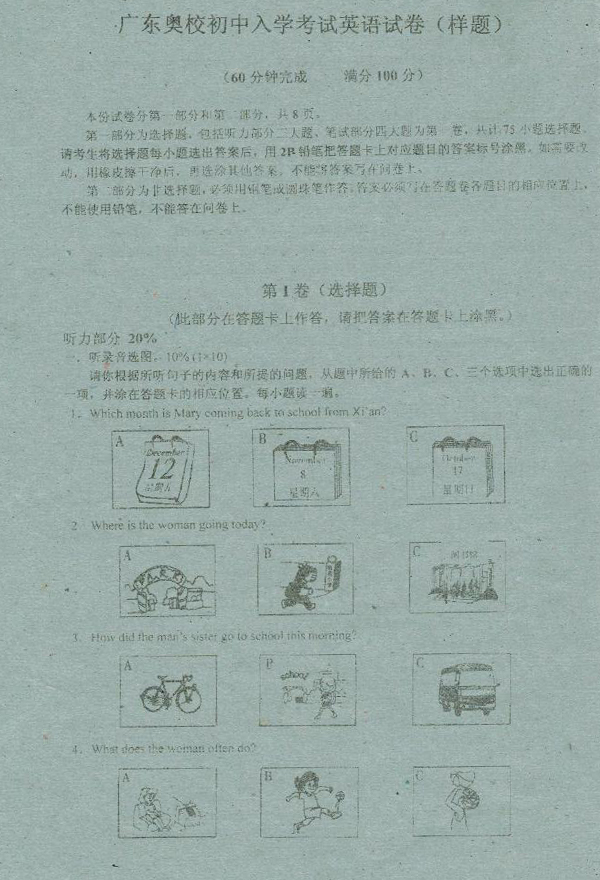 广东奥校初中入学考试英语试卷（样题）
（60分钟完成 满分100分）
本份试卷分第一部分和第二部分，共8页。
第一部分为选择题，包括听力部分二大题、笔试部分四大题为第一卷，共计75小题选择题。
请考生将选择题每小题选出答案后，用2B铅笔把答题卡上对应题目的答案标号涂黑。如需要改
动，用橡皮擦干净后，再选涂其他答案，不能将答案写在问卷上。
第二部分为非选择题，必须用钢笔或圆珠笔作答，答案必须写在答题卷各题目的相应位置上，
不能使用铅笔，不能答在问卷上。
第I卷（选择题）
（此部分在答题卡上作答，请把答案在答题卡上涂黑。）
听力部分 20%
一．听录音选图。10%(1×10)
请你根据所听句子的内容和所提的问题，从题中所给的 A、B、C、三个选项中选出正确的
一项，并涂在答题卡的相应位置。每小题读一遍。
1．Which month is Mary coming back to school from Xi'an?
A December 12 星期五
B November 8 星期六
C October 17 星期日
2 Where is the woman going today?
A PARK
B
C 图书馆
3．How did the man's sister go to school this morning?
A
B school
C
4．What does the woman often do?
A
B
C